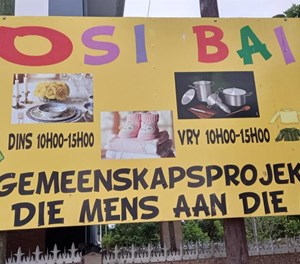 OSI BAI
DINS 10H00-15H00
VRY 10H00-15H00
GEMEENSKAPSPROJEK
DIE MENS AAN DIE